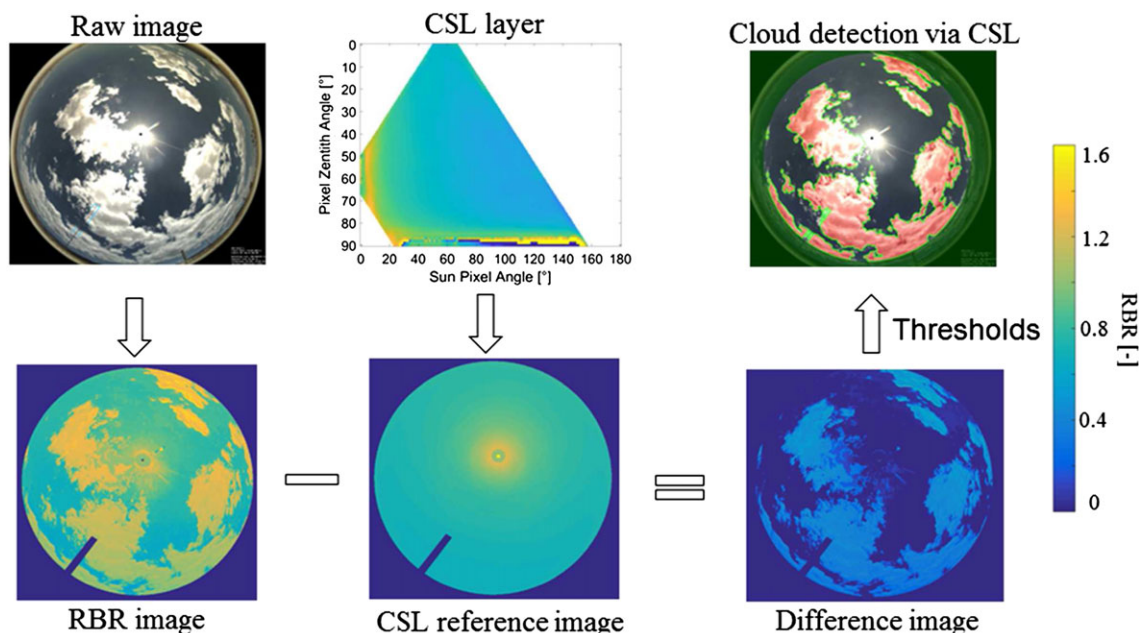 Raw image
CSL layer
Cloud detection via CSL
0
10
20
30
40
50
60
70
80
90
Pixel Zentith Angle [°]
0 20 40 60 80 100 120 140 160 180
Sun Pixel Angle [°]
Thresholds
1.6
1.2
0.8
0.4
0
RBR [-]
RBR image
CSL reference image
Difference image